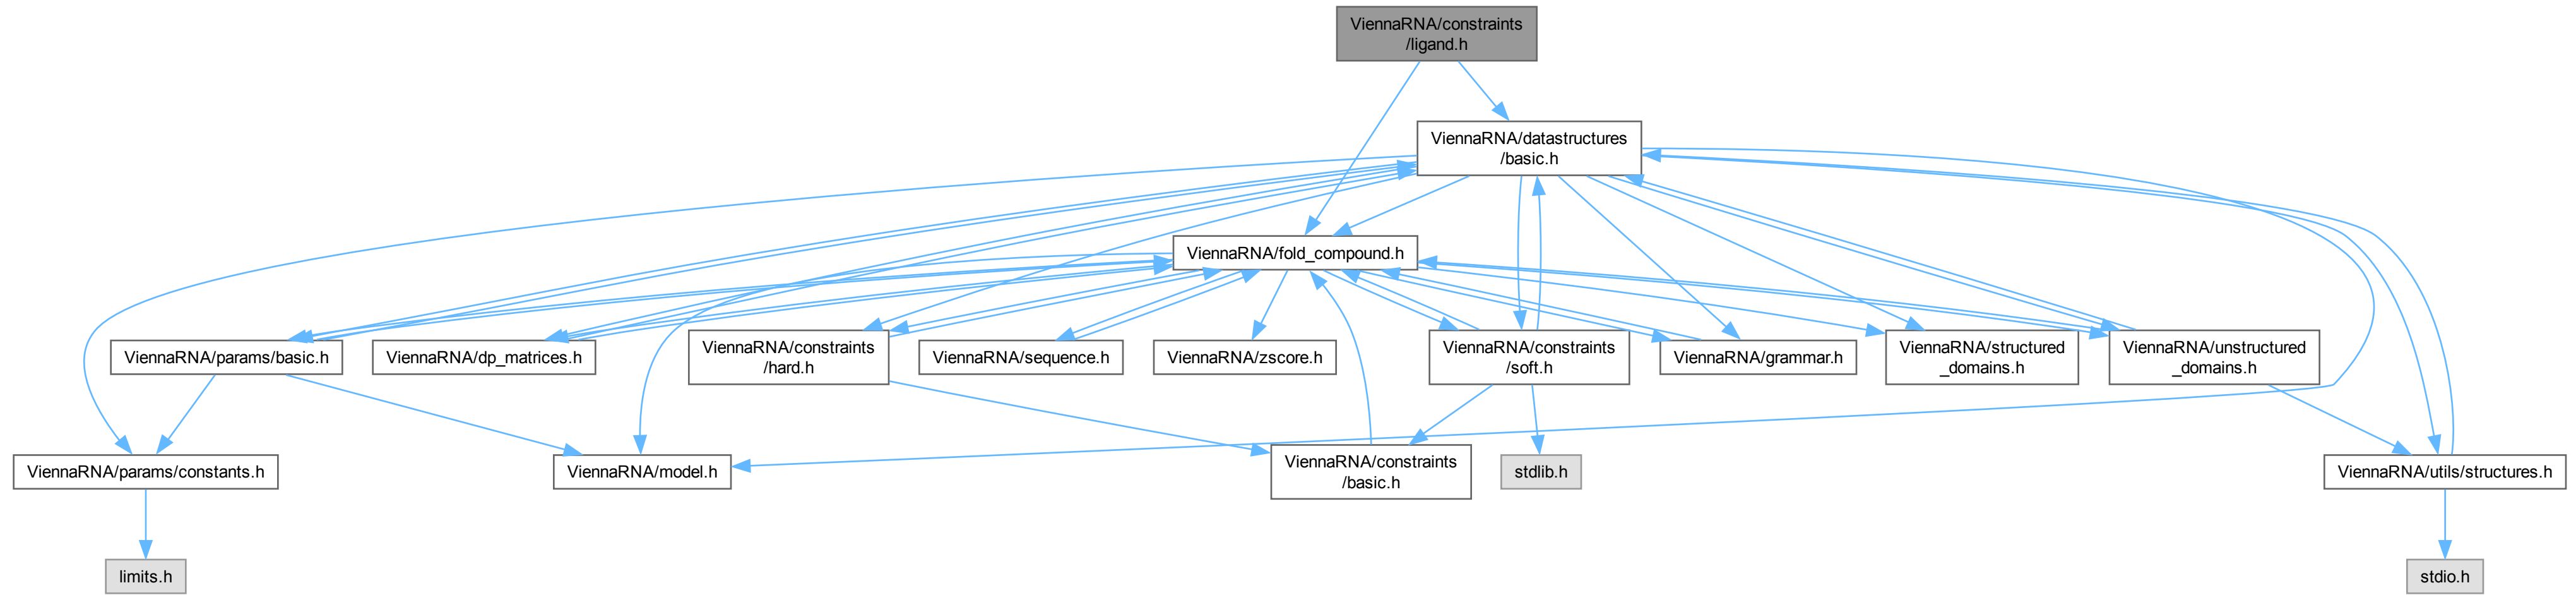 ViennaRNA/constraints
/ligand.h
ViennaRNA/datastructures
/basic.h
ViennaRNA/fold_compound.h
ViennaRNA/params/basic.h
ViennaRNA/dp_matrices.h
ViennaRNA/constraints
/hard.h
ViennaRNA/sequence.h
ViennaRNA/zscore.h
ViennaRNA/constraints
/soft.h
ViennaRNA/grammar.h
ViennaRNA/structured
_domains.h
ViennaRNA/unstructured
_domains.h
ViennaRNA/params/constants.h
ViennaRNA/model.h
ViennaRNA/constraints
/basic.h
stdlib.h
ViennaRNA/utils/structures.h
limits.h
stdio.h